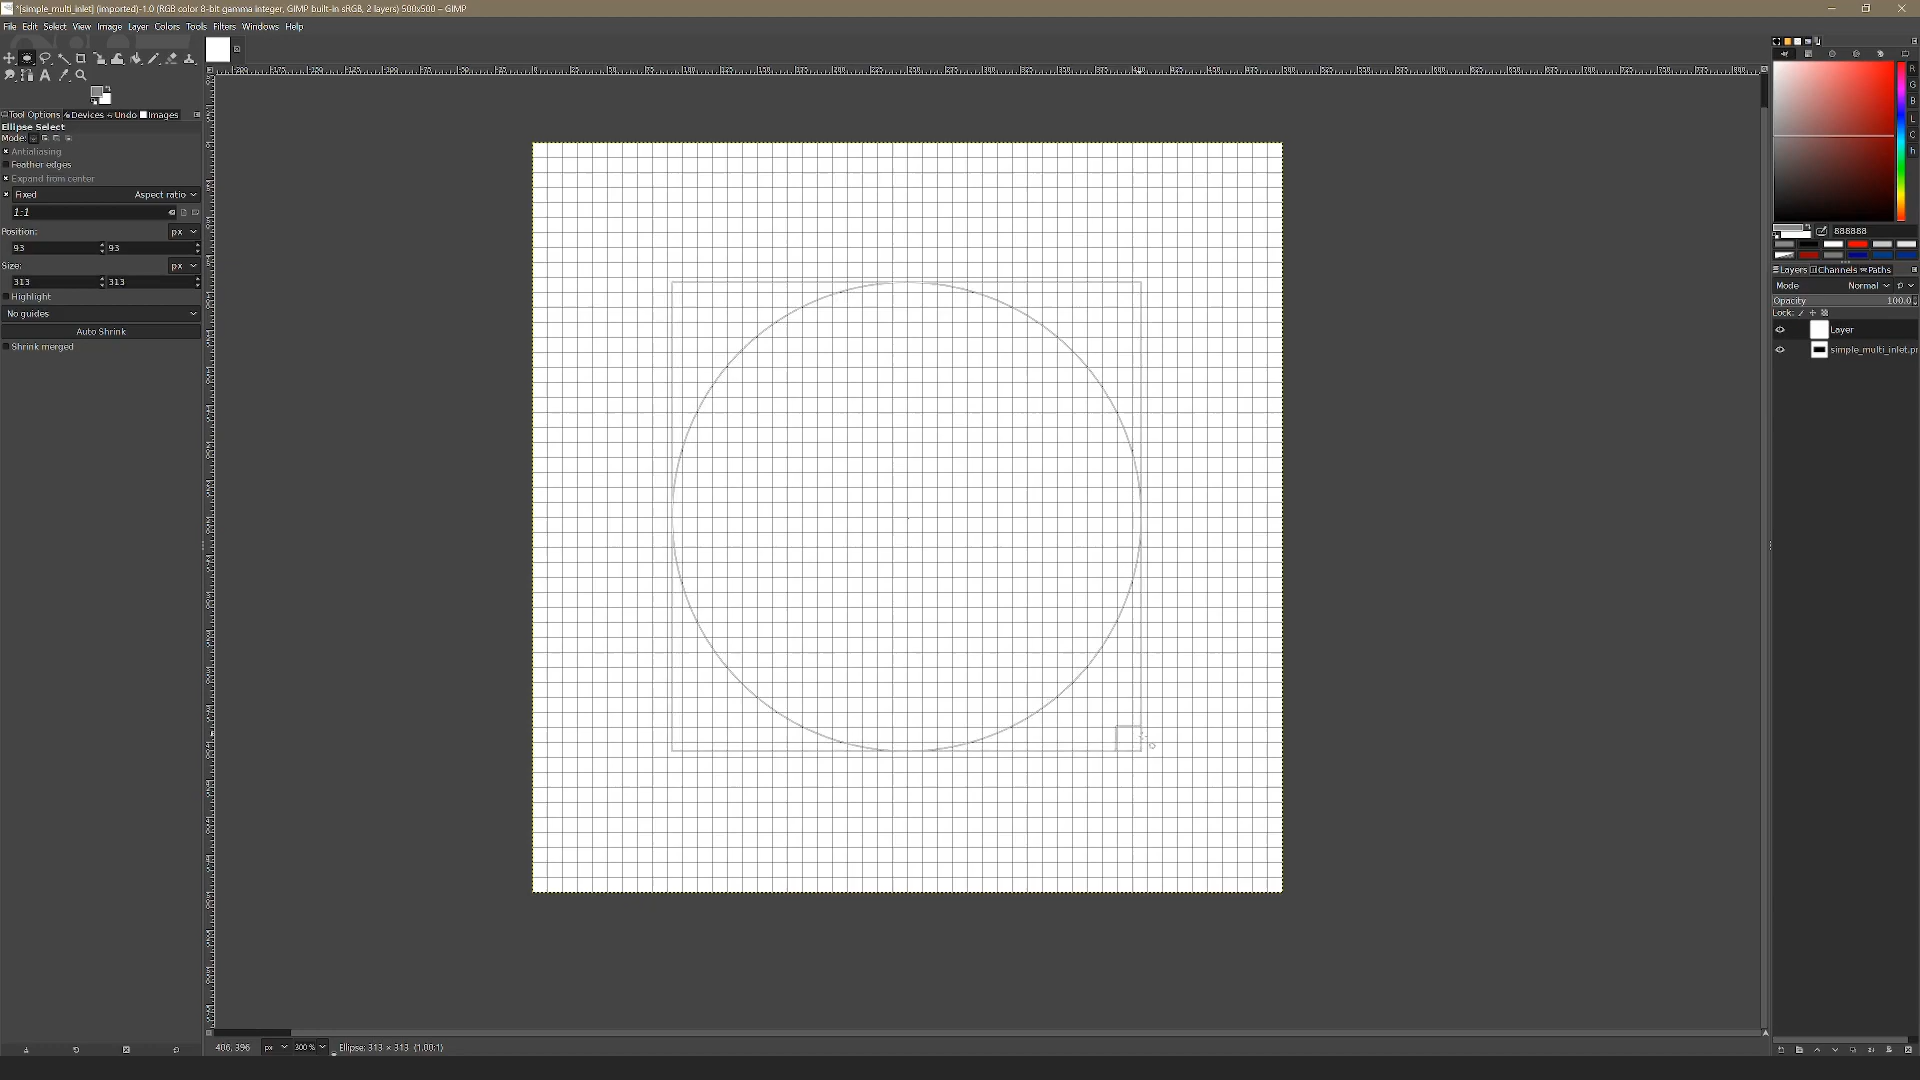 *[simple_multi_inlet] (imported)-1.0 (RGB color 8-bit gamma integer, GIMP built-in sRGB, 2 layers) 500x500 – GIMP
File Edit Select View Image Layer Colors Tools Filters Windows Help
Tool Options Devices Undo Images
Ellipse Select
Mode:
Antialiasing
Feather edges
Expand from center
Fixed Aspect ratio
1:1
Position: px
93 93
Size: px
313 313
Highlight
No guides
Auto Shrink
Shrink merged
R
G
B
L
C
h
888888
Layers Channels Paths
Mode Normal
Opacity 100.0
Lock:
Layer
simple_multi_inlet.pr
406, 396 px 300 % Ellipse: 313 × 313 (1.00:1)